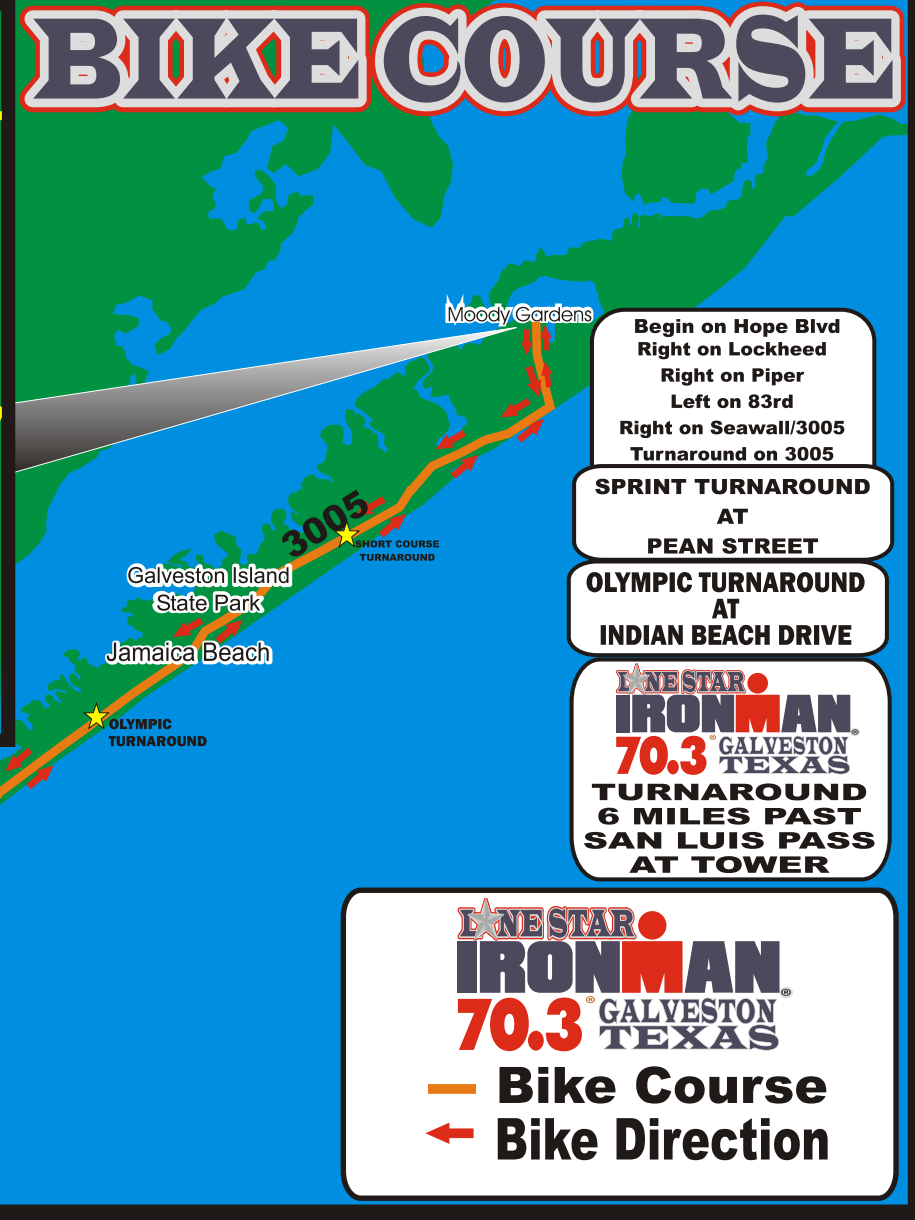 BIKE COURSE
Moody Gardens
Begin on Hope Blvd
Right on Lockheed
Right on Piper
Left on 83rd
Right on Seawall/3005
Turnaround on 3005
SPRINT TURNAROUND
AT
PEAN STREET
3005
SHORT COURSE
TURNAROUND
Galveston Island
State Park
Jamaica Beach
OLYMPIC TURNAROUND
AT
INDIAN BEACH DRIVE
OLYMPIC
TURNAROUND
LONE STAR
IRONMAN®
70.3® GALVESTON
TEXAS
TURNAROUND
6 MILES PAST
SAN LUIS PASS
AT TOWER
LONE STAR
IRONMAN®
70.3® GALVESTON
TEXAS
Bike Course
Bike Direction